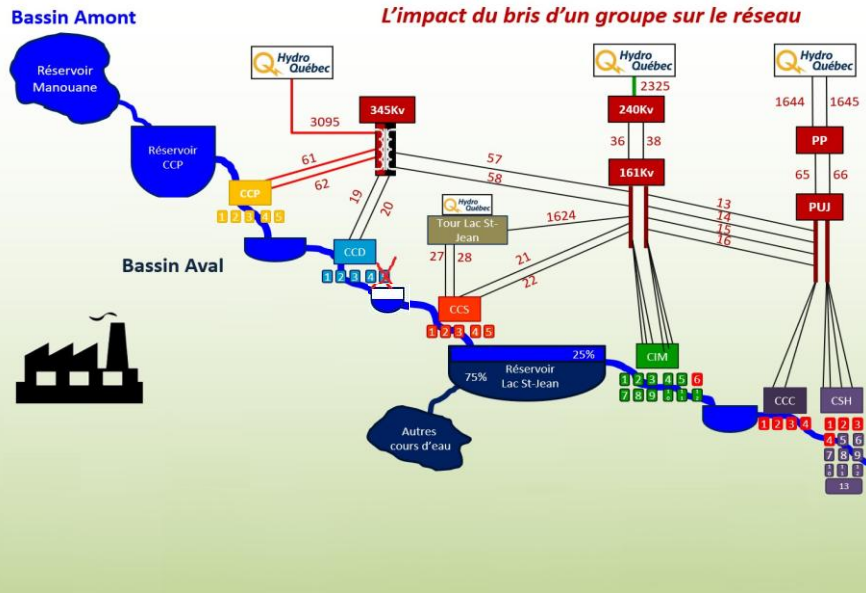 Bassin Amont
L'impact du bris d'un groupe sur le réseau
Réservoir
Manouane
Hydro
Québec
Hydro
Québec
Hydro
Québec
2325
1644
1645
345Kv
240Kv
3095
36
38
PP
Réservoir
CCP
61
62
57
58
161Kv
65
66
CCP
1 2 3 4 5
19
20
Hydro
Québec
13
14
15
16
PUJ
Tour Lac St-
Jean
1624
Bassin Aval
CCD
1 2 3 4
27
28
21
22
CCS
1 2 3 4 5
25%
75%
Réservoir
Lac St-Jean
CIM
1 2 3 4 5 6
7 8 9
CCC
1 2 3 4
CSH
1 2 3
4 5 6
7 8 9
13
Autres
cours d'eau